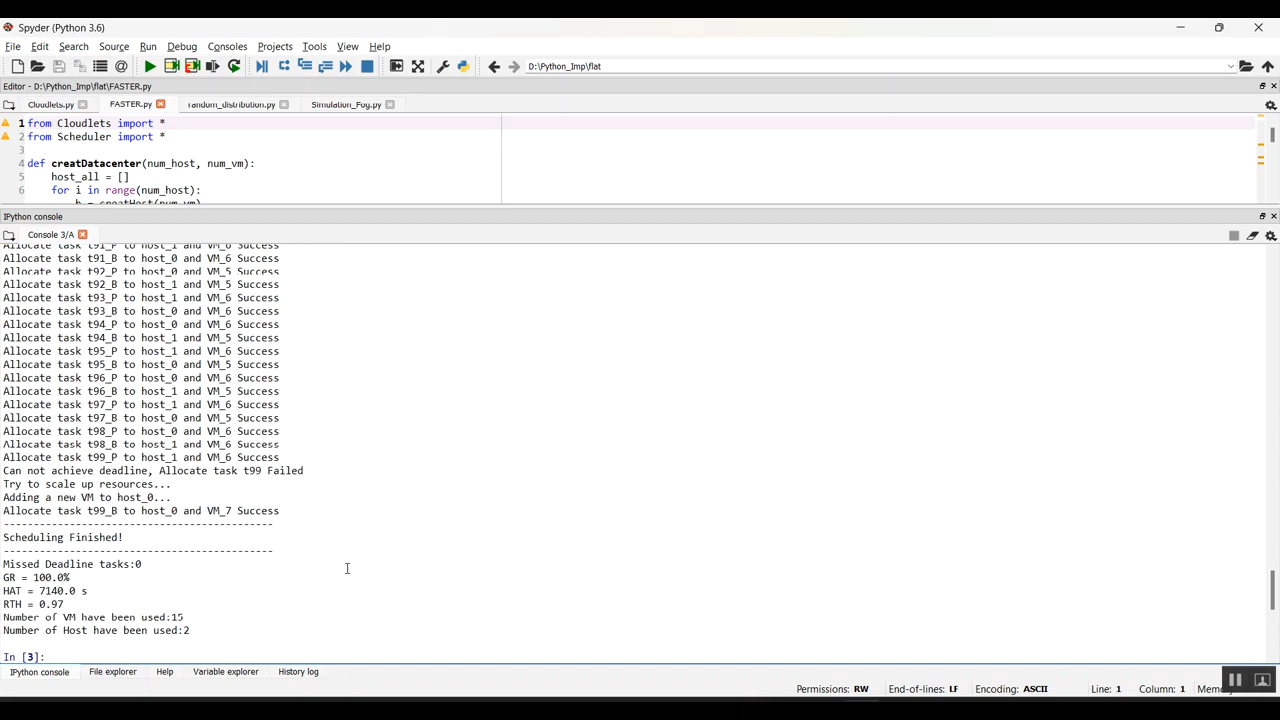 Spyder (Python 3.6)
File Edit Search Source Run Debug Consoles Projects Tools View Help
D:\Python_Imp\flat
Editor - D:\Python_Imp\flat\FASTER.py
Cloudlets.py FASTER.py random_distribution.py Simulation_Fog.py
1 from Cloudlets import *
2 from Scheduler import *
3
4 def creatDatacenter(num_host, num_vm):
5 host_all = []
6 for i in range(num_host):
h = creatHost(num_vm)
IPython console
Console 3/A
Allocate task t91_P to host_1 and VM_6 Success
Allocate task t91_B to host_0 and VM_6 Success
Allocate task t92_P to host_0 and VM_5 Success
Allocate task t92_B to host_1 and VM_5 Success
Allocate task t93_P to host_1 and VM_6 Success
Allocate task t93_B to host_0 and VM_6 Success
Allocate task t94_P to host_0 and VM_6 Success
Allocate task t94_B to host_1 and VM_5 Success
Allocate task t95_P to host_1 and VM_6 Success
Allocate task t95_B to host_0 and VM_5 Success
Allocate task t96_P to host_0 and VM_6 Success
Allocate task t96_B to host_1 and VM_5 Success
Allocate task t97_P to host_1 and VM_6 Success
Allocate task t97_B to host_0 and VM_5 Success
Allocate task t98_P to host_0 and VM_6 Success
Allocate task t98_B to host_1 and VM_6 Success
Allocate task t99_P to host_1 and VM_6 Success
Can not achieve deadline, Allocate task t99 Failed
Try to scale up resources...
Adding a new VM to host_0...
Allocate task t99_B to host_0 and VM_7 Success
---------------------------------------------
Scheduling Finished!
---------------------------------------------
Missed Deadline tasks:0
GR = 100.0%
HAT = 7140.0 s
RTH = 0.97
Number of VM have been used:15
Number of Host have been used:2
In [3]:
IPython console File explorer Help Variable explorer History log
Permissions: RW End-of-lines: LF Encoding: ASCII Line: 1 Column: 1